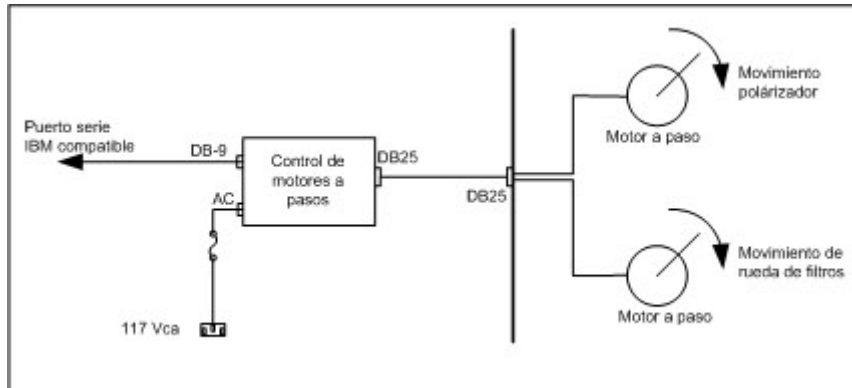 Puerto serie
IBM compatible
DB-9
AC
Control de
motores a
pasos
DB25
DB25
117 Vca
Movimiento
polárizador
Motor a paso
Movimiento de
rueda de filtros
Motor a paso